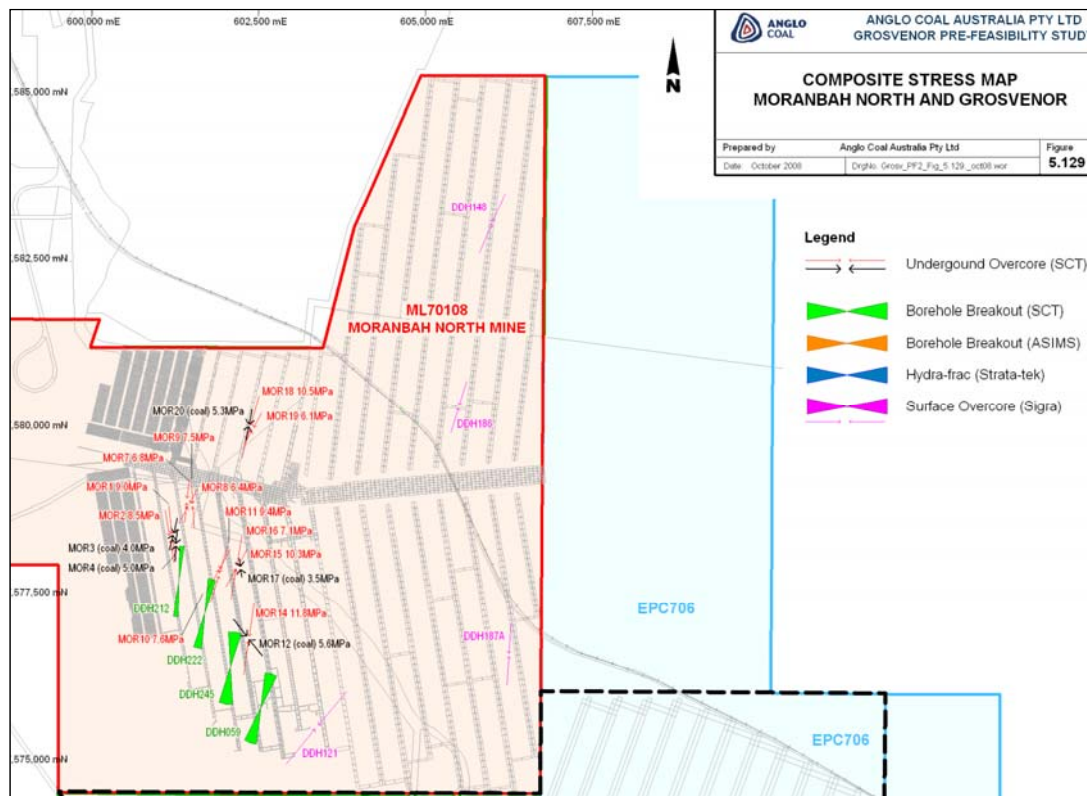 600,000 mE
602,500 mE
605,000 mE
607,500 mE
ANGLO
COAL
ANGLO COAL AUSTRALIA PTY LTD
GROSVENOR PRE-FEASIBILITY STUDY
COMPOSITE STRESS MAP
MORANBAH NORTH AND GROSVENOR
Prepared by
Anglo Coal Australia Pty Ltd
Figure
Date: October 2008
DrgNo: Grosv_PF2_Fig_5.129_oct08.wor
5.129
N
,585,000 mN
,582,500 mN
,580,000 mN
,577,500 mN
,575,000 mN
Legend
Undergound Overcore (SCT)
Borehole Breakout (SCT)
Borehole Breakout (ASIMS)
Hydra-frac (Strata-tek)
Surface Overcore (Sigra)
DDH148
ML70108
MORANBAH NORTH MINE
MOR18 10.5MPa
MOR20 (coal) 5.3MPa
MOR19 6.1MPa
DDH186
MOR9 7.5MPa
MOR7 6.8MPa
MOR1 9.0MPa
MOR8 6.4MPa
MOR2 8.5MPa
MOR11 9.4MPa
MOR16 7.1MPa
MOR3 (coal) 4.0MPa
MOR15 10.3MPa
MOR4 (coal) 5.0MPa
MOR17 (coal) 3.5MPa
DDH212
MOR14 11.8MPa
MOR10 7.6MPa
MOR12 (coal) 5.6MPa
DDH187A
DDH222
DDH245
DDH059
DDH121
EPC706
EPC706